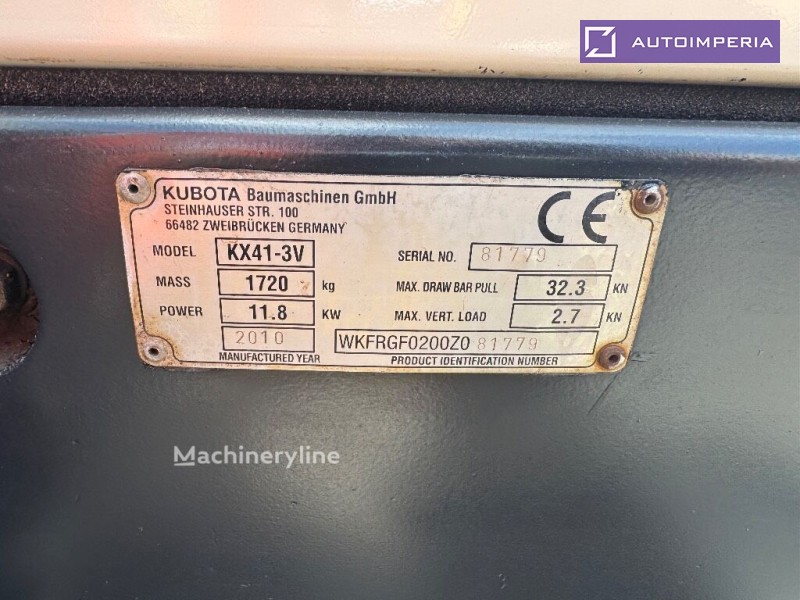 AUTOIMPERIA
KUBOTA Baumaschinen GmbH
STEINHAUSER STR. 100
66482 ZWEIBRÜCKEN GERMANY
CE
MODEL KX41-3V SERIAL NO. 81779
MASS 1720 kg MAX. DRAW BAR PULL 32.3 KN
POWER 11.8 KW MAX. VERT. LOAD 2.7 KN
2010 WKFRGF0200Z081779
MANUFACTURED YEAR PRODUCT IDENTIFICATION NUMBER
Machineryline